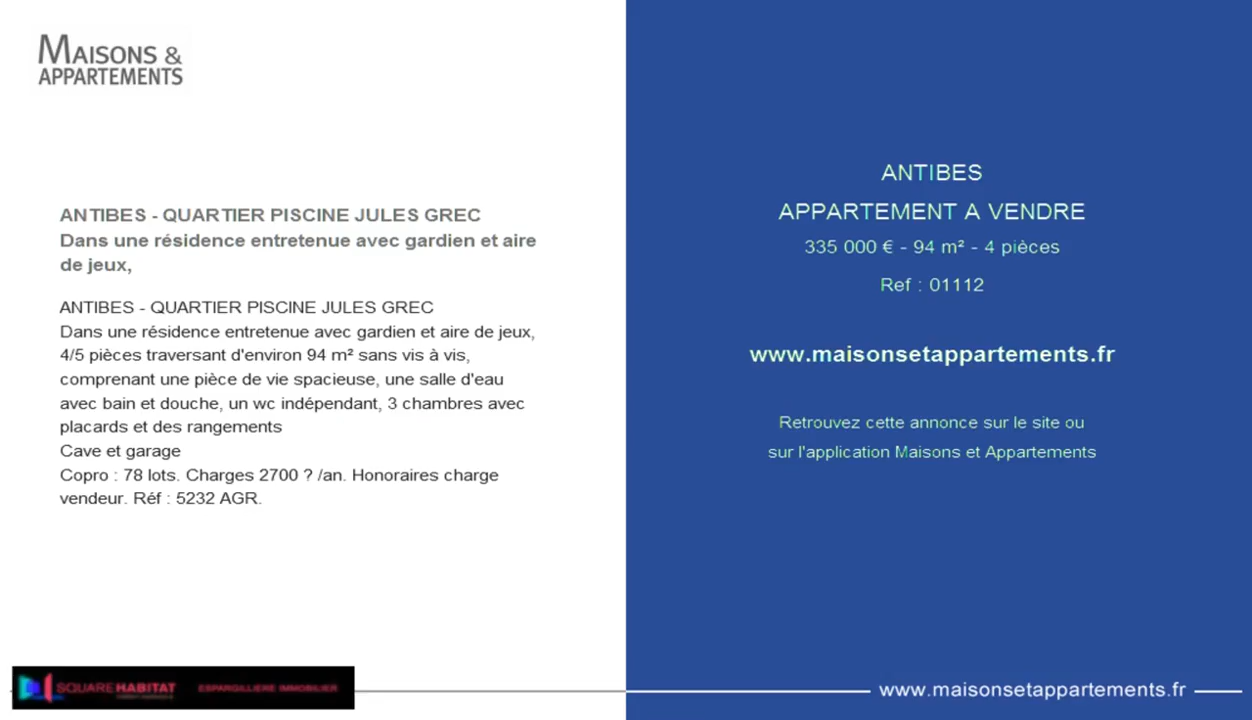 MAISONS &
APPARTEMENTS
ANTIBES - QUARTIER PISCINE JULES GREC
Dans une résidence entretenue avec gardien et aire
de jeux,
ANTIBES - QUARTIER PISCINE JULES GREC
Dans une résidence entretenue avec gardien et aire de jeux,
4/5 pièces traversant d'environ 94 m² sans vis à vis,
comprenant une pièce de vie spacieuse, une salle d'eau
avec bain et douche, un wc indépendant, 3 chambres avec
placards et des rangements
Cave et garage
Copro : 78 lots. Charges 2700 ? /an. Honoraires charge
vendeur. Réf : 5232 AGR.
SQUARE HABITAT
ESPARGILLIERE IMMOBILIER
ANTIBES
APPARTEMENT A VENDRE
335 000 € - 94 m² - 4 pièces
Ref : 01112
www.maisonsetappartements.fr
Retrouvez cette annonce sur le site ou
sur l'application Maisons et Appartements
www.maisonsetappartements.fr